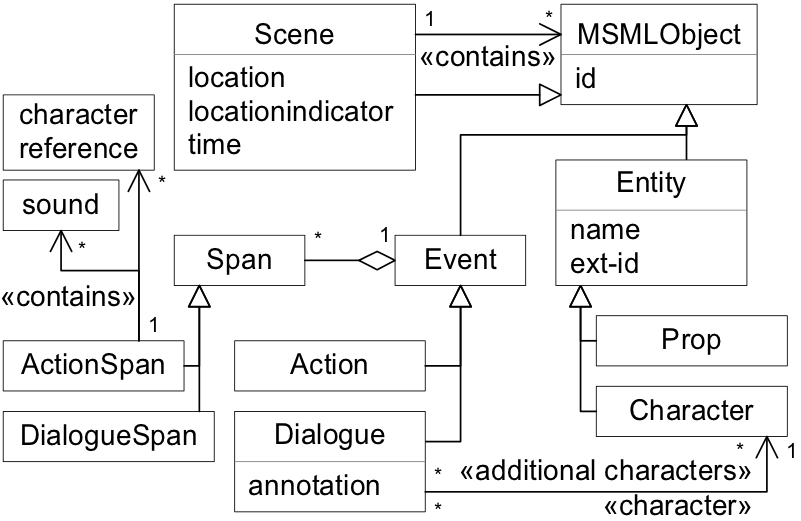 Scene
location
locationindicator
time
1
*
«contains»
MSMLObject
id
character
reference
*
sound
*
«contains»
1
Span
*
1
Event
Entity
name
ext-id
ActionSpan
DialogueSpan
Action
Dialogue
annotation
Prop
Character
*
1
* «additional characters»
* «character»